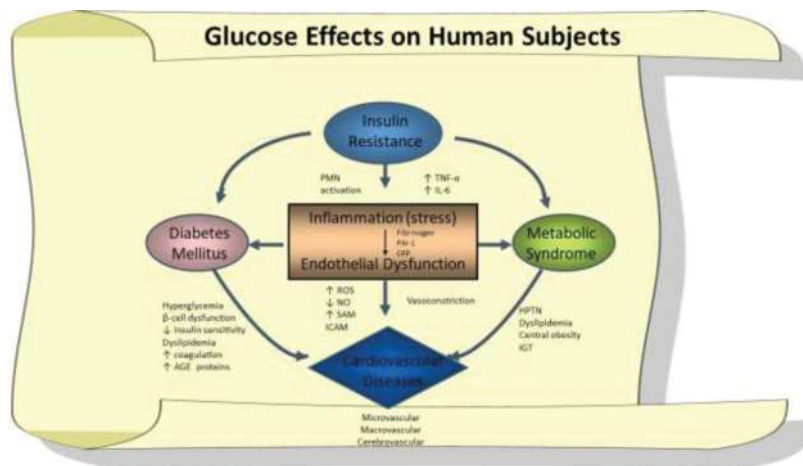 Glucose Effects on Human Subjects
Insulin
Resistance
PMN
activation
↑ TNF-α
↑ IL-6
Inflammation (stress)
Fibrinogen
PAI-1
CRP
Endothelial Dysfunction
Diabetes
Mellitus
Metabolic
Syndrome
Hyperglycemia
β-cell dysfunction
↓ Insulin sensitivity
Dyslipidemia
↑ coagulation
↑ AGE proteins
↑ ROS
↓ NO
↑ SAM
ICAM
Vasoconstriction
HPTN
Dyslipidemia
Central obesity
IGT
Cardiovascular
Diseases
Microvascular
Macrovascular
Cerebrovascular